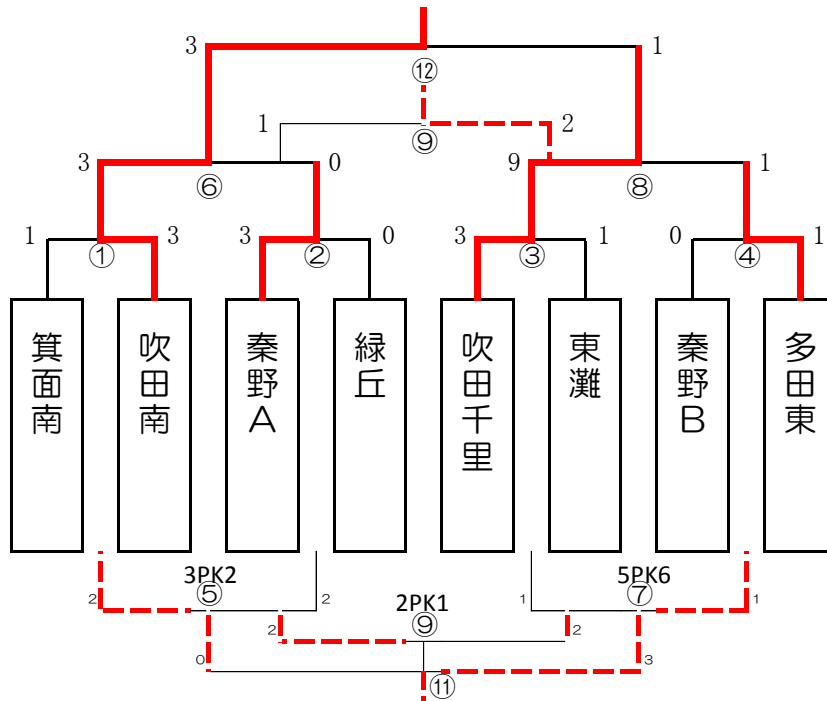 3 1
⑫
1 2
⑨
3 0 9 1
⑥ ⑧
1 3 3 0 3 1 0 1
① ② ③ ④
箕面南
吹田南
秦野A
緑丘
吹田千里
東灘
秦野B
多田東
3PK2 5PK6
⑤ ⑦
2 2 2PK1 1 1
⑨
2 2
0 3
⑪